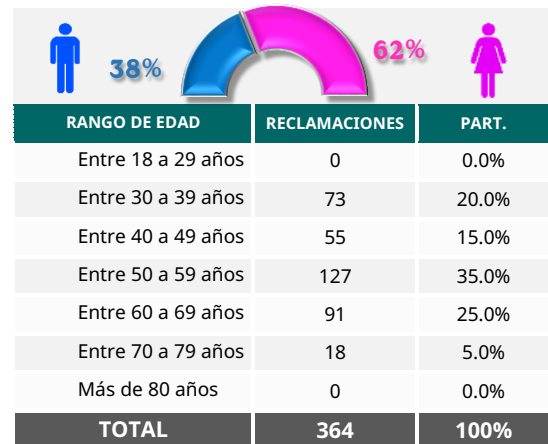 38%
62%
RANGO DE EDAD RECLAMACIONES PART.
Entre 18 a 29 años 0 0.0%
Entre 30 a 39 años 73 20.0%
Entre 40 a 49 años 55 15.0%
Entre 50 a 59 años 127 35.0%
Entre 60 a 69 años 91 25.0%
Entre 70 a 79 años 18 5.0%
Más de 80 años 0 0.0%
TOTAL 364 100%